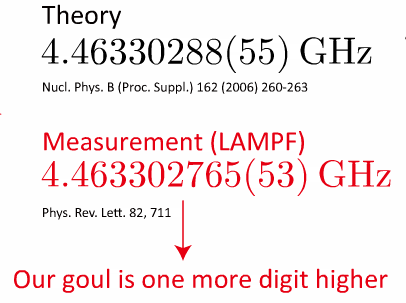 Theory
4.46330288(55) GHz
Nucl. Phys. B (Proc. Suppl.) 162 (2006) 260-263
Measurement (LAMPF)
4.463302765(53) GHz
Phys. Rev. Lett. 82, 711
Our goul is one more digit higher